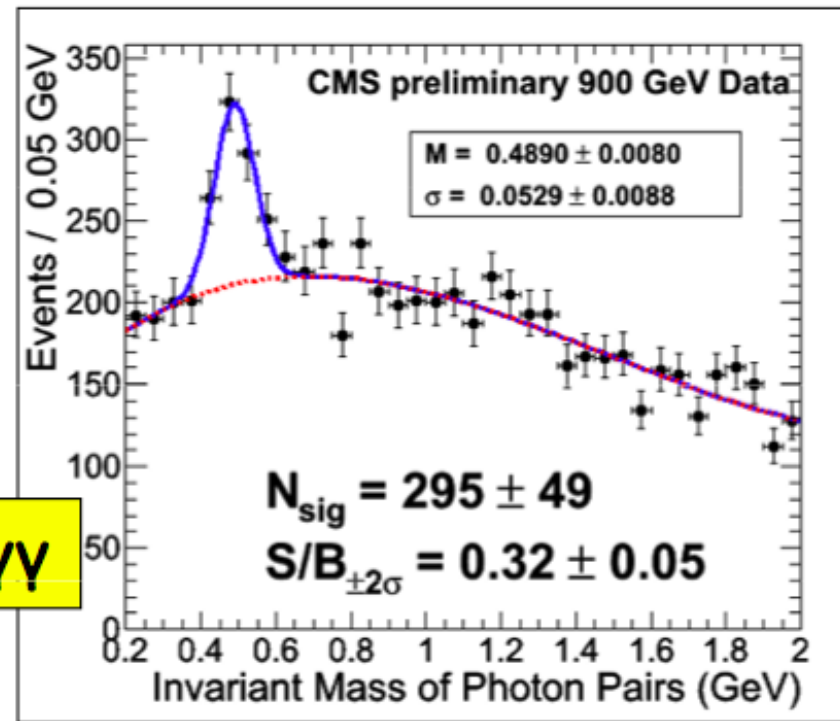 CMS preliminary 900 GeV Data
M = 0.4890 ± 0.0080
σ = 0.0529 ± 0.0088
Events / 0.05 GeV
350
300
250
200
150
100
50
0
N_sig = 295 ± 49
S/B_±2σ = 0.32 ± 0.05
γγ
0.2 0.4 0.6 0.8 1 1.2 1.4 1.6 1.8 2
Invariant Mass of Photon Pairs (GeV)